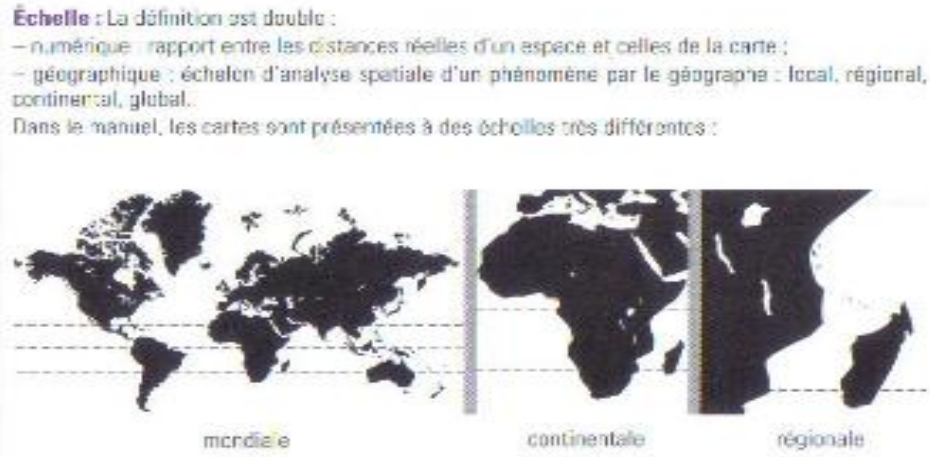 Échelle : La définition est double :
– numérique : rapport entre les distances réelles d'un espace et celles de la carte ;
– géographique : échelon d'analyse spatiale d'un phénomène par le géographe : local, régional,
continental, global.
Dans le manuel, les cartes sont présentées à des échelles très différentes :
mondiale
continentale
régionale